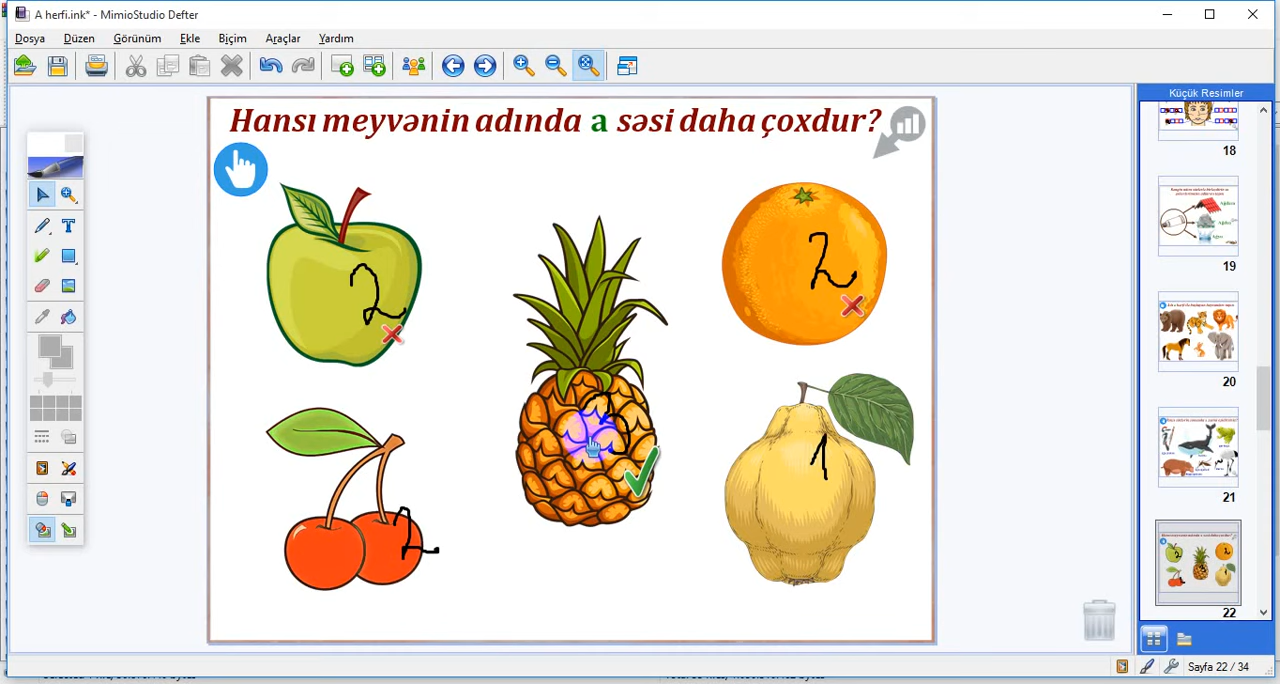 A herfi.ink* - MimioStudio Defter
Dosya Düzen Görünüm Ekle Biçim Araçlar Yardım
Hansı meyvənin adında a səsi daha çoxdur?
2
2
3
1
2
Küçük Resimler
18
19
20
21
22
Sayfa 22 / 34